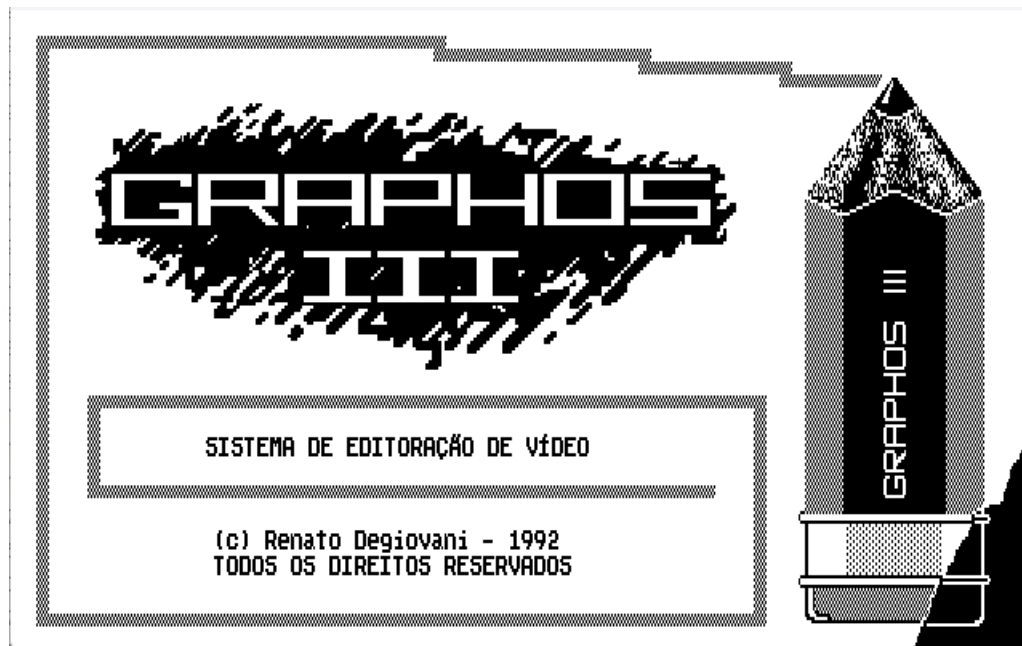 GRAPHOS
III
SISTEMA DE EDITORAÇÃO DE VÍDEO
(c) Renato Degiovani - 1992
TODOS OS DIREITOS RESERVADOS
GRAPHOS III